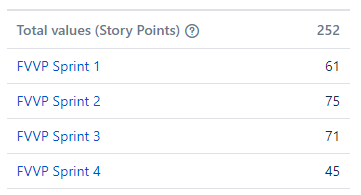 Total values (Story Points) 252
FVVP Sprint 1 61
FVVP Sprint 2 75
FVVP Sprint 3 71
FVVP Sprint 4 45